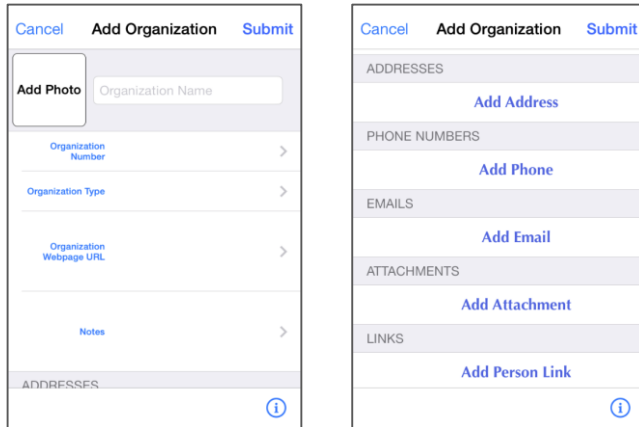 Cancel Add Organization Submit
Add Photo Organization Name
Organization
Number
Organization Type
Organization
Webpage URL
Notes
ADDRESSES
Cancel Add Organization Submit
ADDRESSES
Add Address
PHONE NUMBERS
Add Phone
EMAILS
Add Email
ATTACHMENTS
Add Attachment
LINKS
Add Person Link